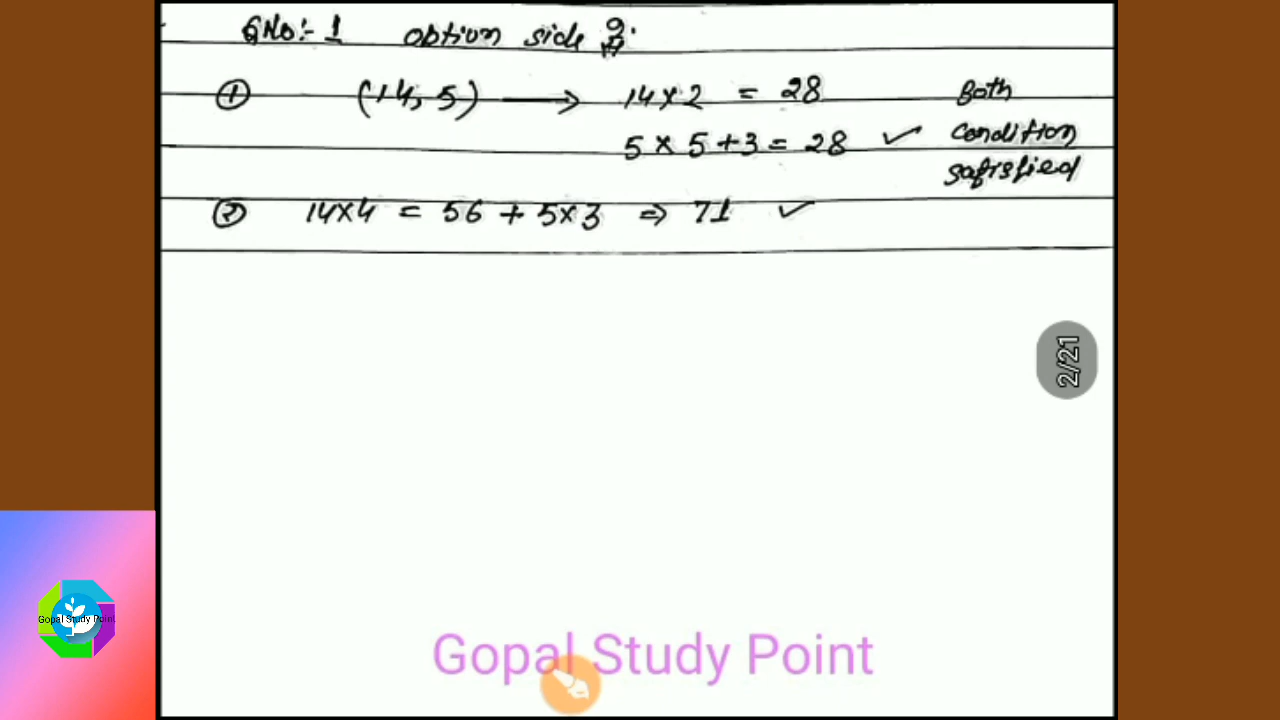 QNo:- 1 option side से.
① (14, 5) → 14×2 = 28 Both
5 × 5 +3 = 28 ✓ condition
satisfied
② 14×4 = 56 + 5×3 ⇒ 71 ✓
2/21
Gopal Study Point
Gopal Study Point